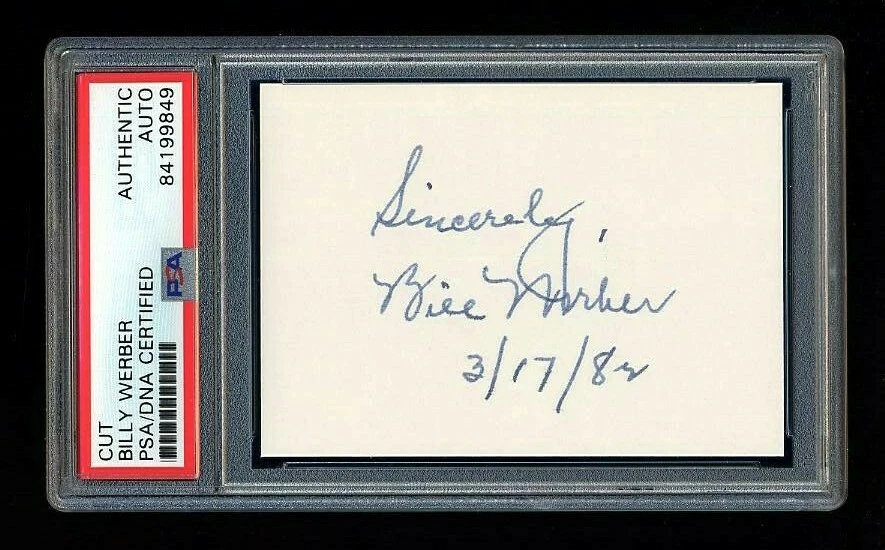 CUT
BILLY WERBER
PSA/DNA CERTIFIED
AUTHENTIC
AUTO
84199849
PSA
Sincerely,
Bill Werber
3/17/82